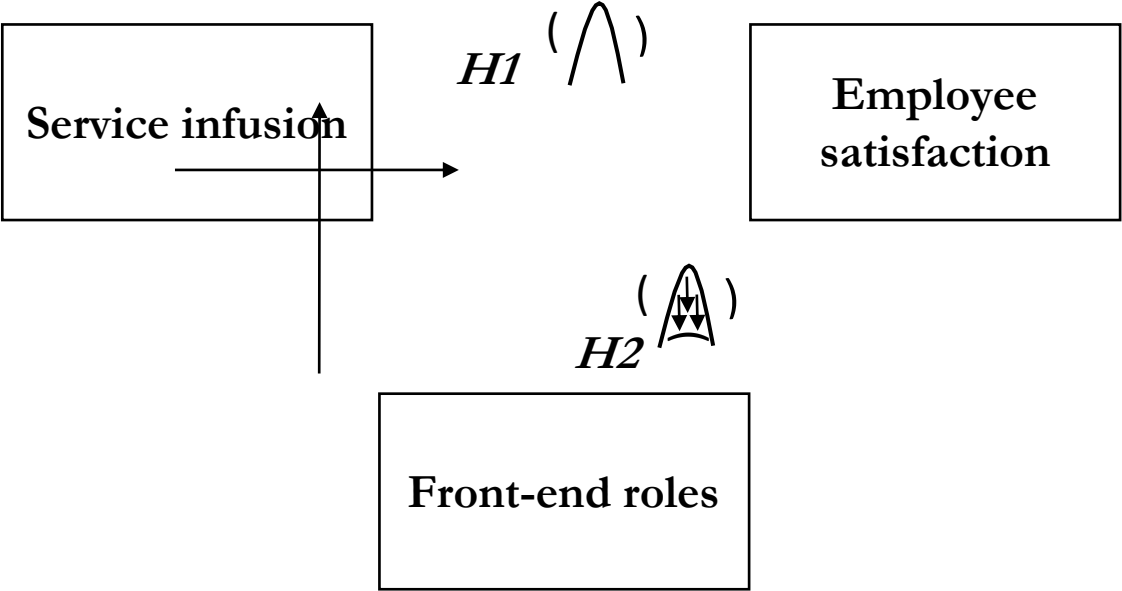 H1 ( )
Service infusion
Employee
satisfaction
( )
H2
Front-end roles